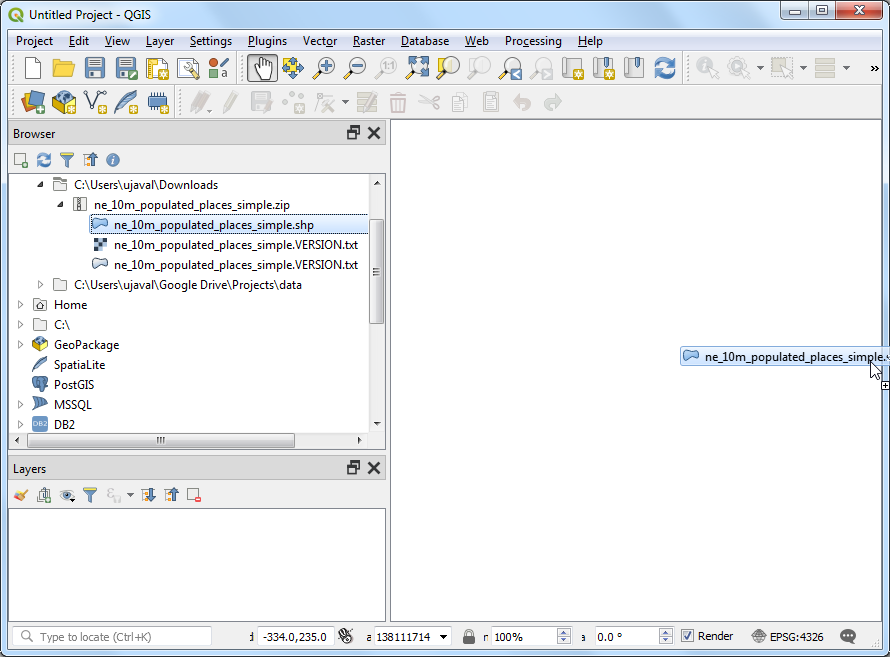 Untitled Project - QGIS
Project Edit View Layer Settings Plugins Vector Raster Database Web Processing Help
1:1
»
Browser
C:\Users\ujaval\Downloads
ne_10m_populated_places_simple.zip
ne_10m_populated_places_simple.shp
ne_10m_populated_places_simple.VERSION.txt
ne_10m_populated_places_simple.VERSION.txt
C:\Users\ujaval\Google Drive\Projects\data
Home
C:\
GeoPackage
SpatiaLite
PostGIS
MSSQL
DB2 DB2
ne_10m_populated_places_simple.
Layers
Type to locate (Ctrl+K)
-334.0,235.0
a 138111714
100%
a 0.0 °
Render
EPSG:4326